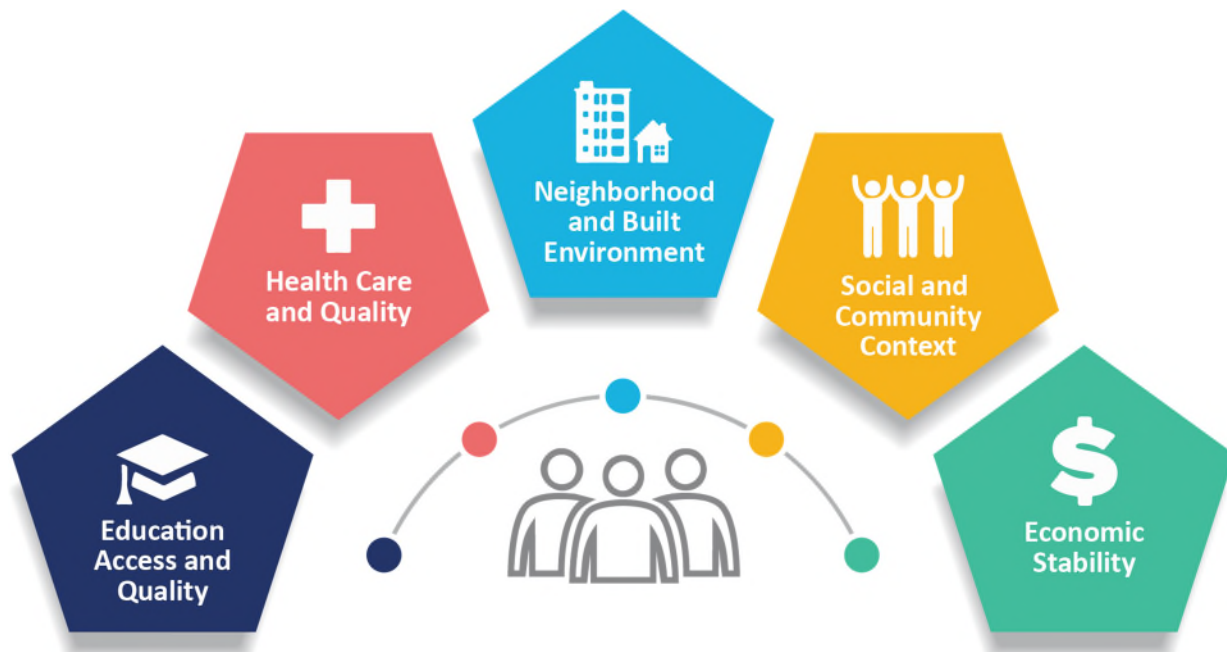 Education
Access and
Quality
Health Care
and Quality
Neighborhood
and Built
Environment
Social and
Community
Context
$
Economic
Stability